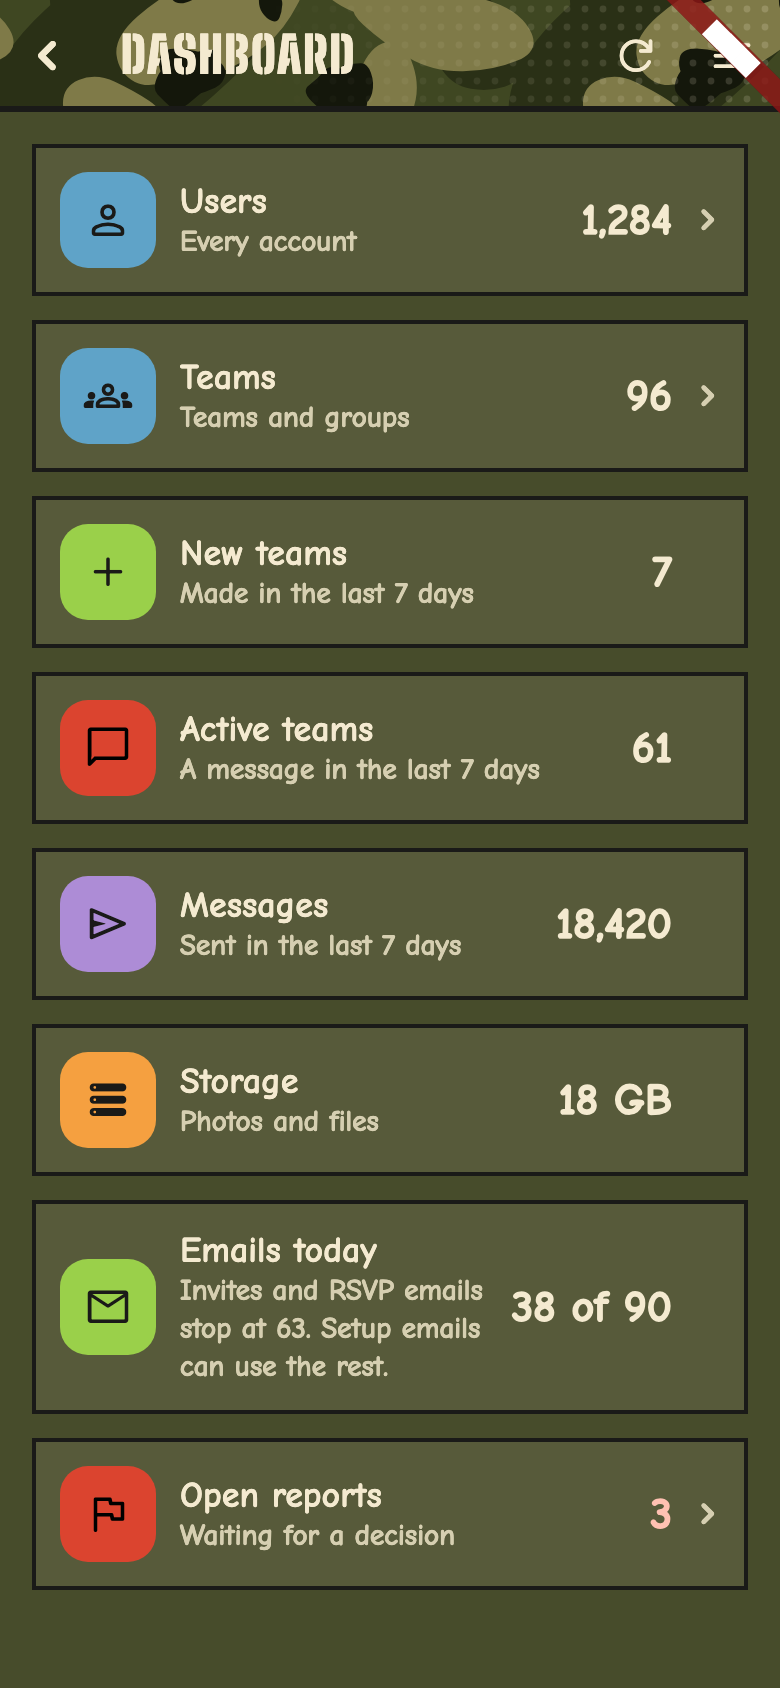 DASHBOARD
Users
Every account
1,284
Teams
Teams and groups
96
New teams
Made in the last 7 days
7
Active teams
A message in the last 7 days
61
Messages
Sent in the last 7 days
18,420
Storage
Photos and files
18 GB
Emails today
Invites and RSVP emails
stop at 63. Setup emails
can use the rest.
38 of 90
Open reports
Waiting for a decision
3